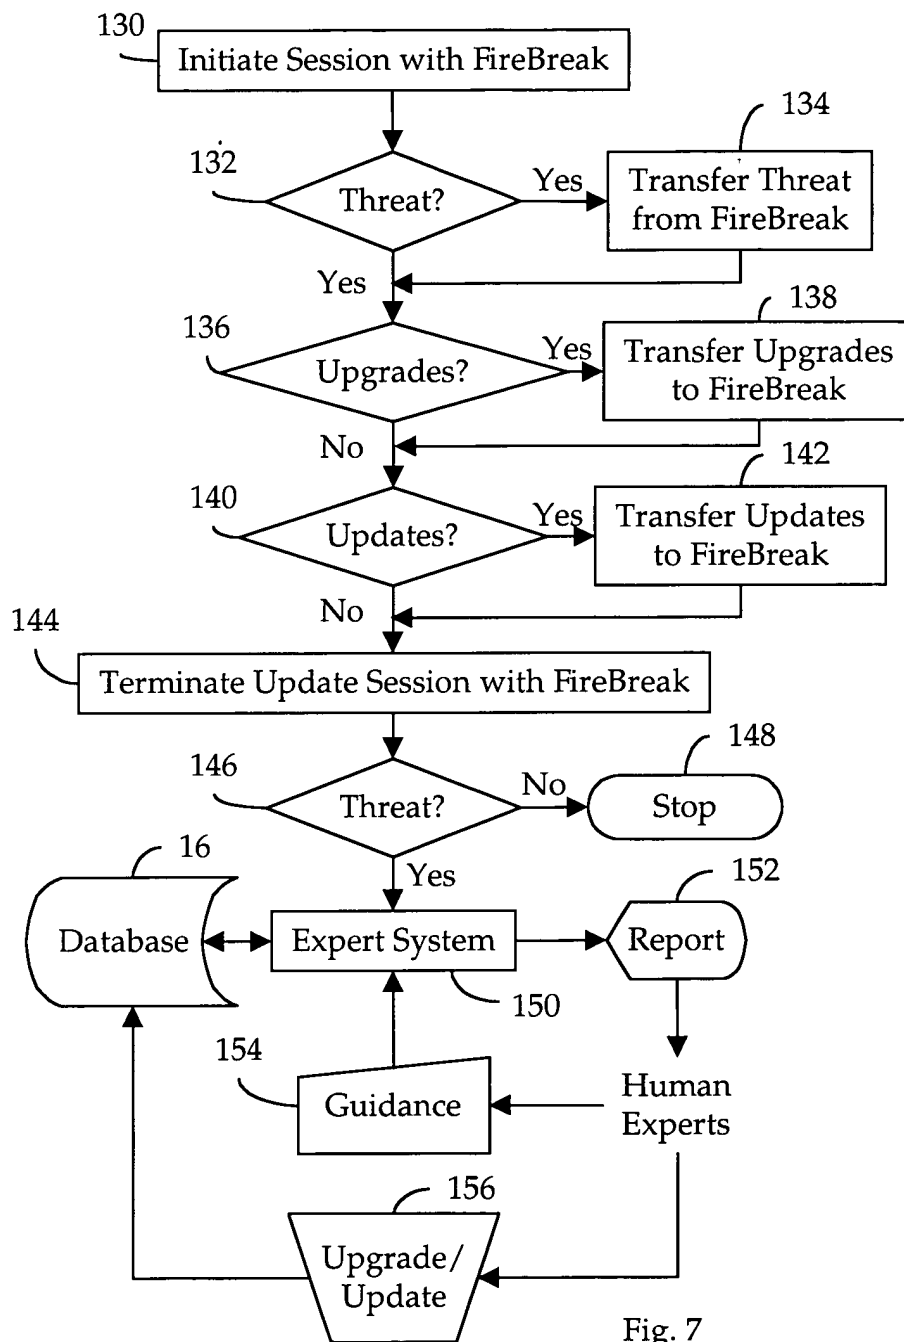 130
Initiate Session with FireBreak
134
132
Threat?
Yes
Transfer Threat
from FireBreak
Yes
136
138
Upgrades?
Yes
Transfer Upgrades
to FireBreak
No
142
140
Updates?
Yes
Transfer Updates
to FireBreak
No
144
Terminate Update Session with FireBreak
146
148
Threat?
No
Stop
Yes
16
152
Database
Expert System
Report
150
154
Guidance
Human
Experts
156
Upgrade/
Update
Fig. 7